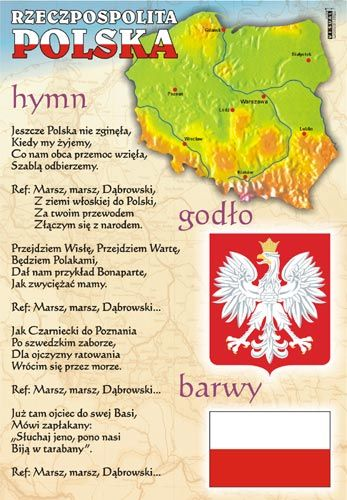 RZECZPOSPOLITA
POLSKA
Gdańsk
Białystok
Poznań
Warszawa
Łódź
Wrocław
Lublin
Kraków
hymn
Jeszcze Polska nie zginęła,
Kiedy my żyjemy,
Co nam obca przemoc wzięła,
Szablą odbierzemy.
Ref: Marsz, marsz, Dąbrowski,
Z ziemi włoskiej do Polski,
Za twoim przewodem
Złączym się z narodem.
Przejdziem Wisłę, Przejdziem Wartę,
Będziem Polakami,
Dał nam przykład Bonaparte,
Jak zwyciężać mamy.
Ref: Marsz, marsz, Dąbrowski...
Jak Czarniecki do Poznania
Po szwedzkim zaborze,
Dla ojczyzny ratowania
Wrócim się przez morze.
Ref: Marsz, marsz, Dąbrowski...
Już tam ojciec do swej Basi,
Mówi zapłakany:
„Słuchaj jeno, pono nasi
Biją w tarabany".
Ref: Marsz, marsz, Dąbrowski...
godło
barwy